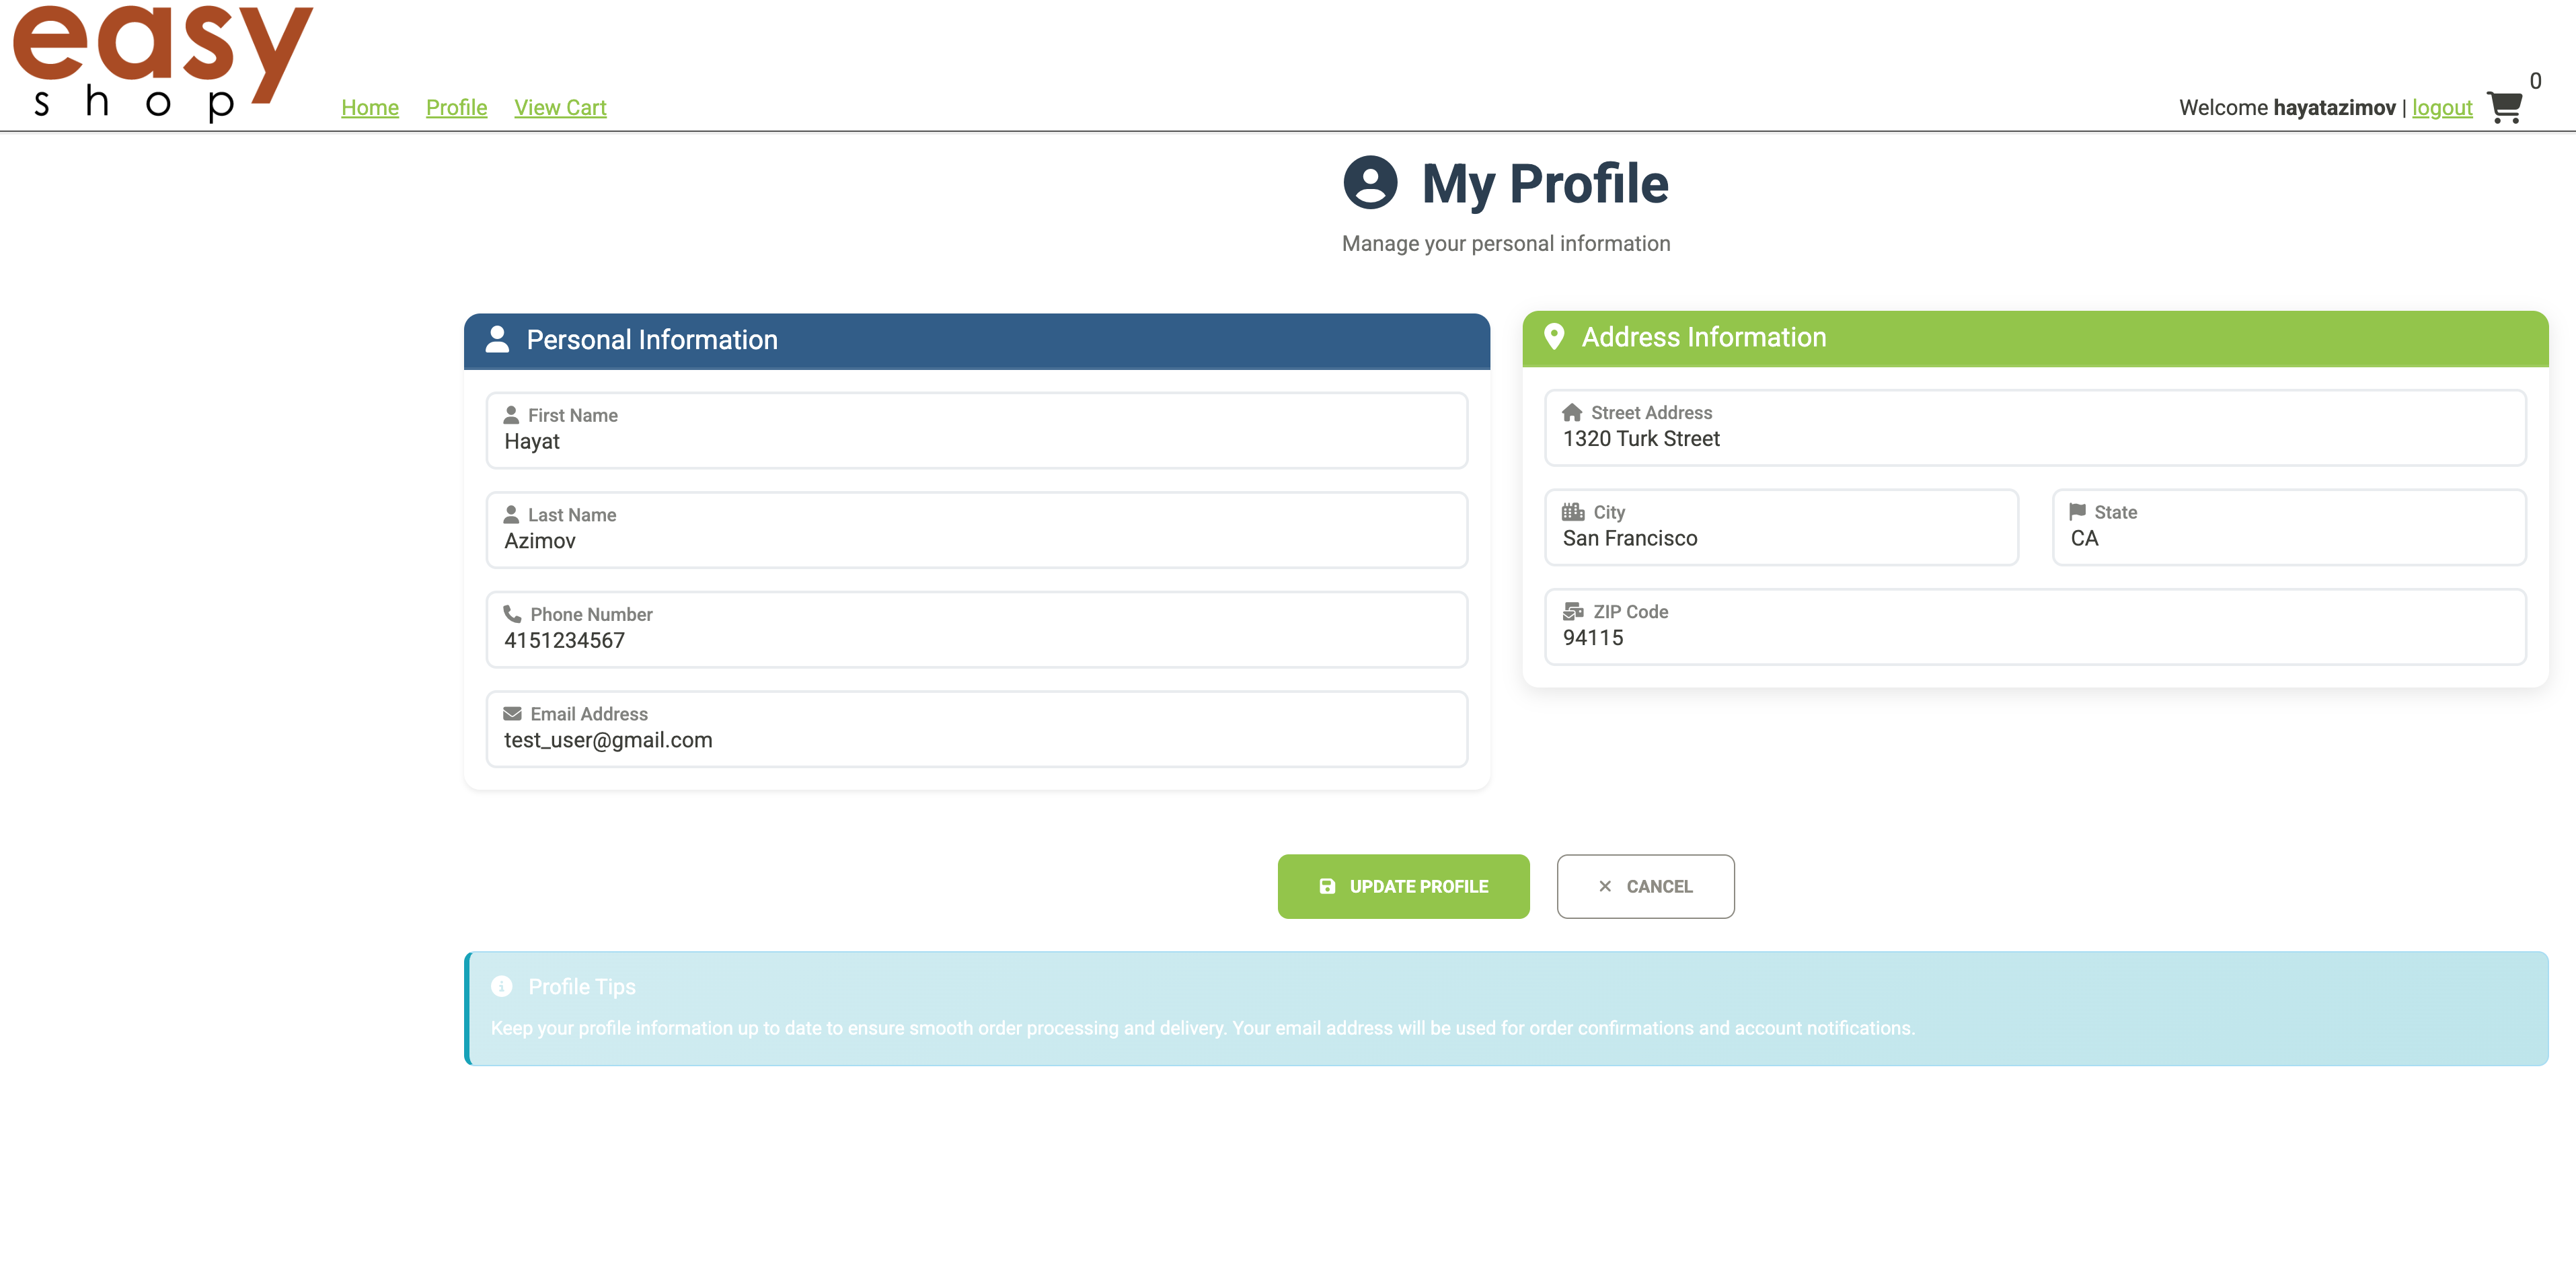 easy
shop
Home Profile View Cart
Welcome hayatazimov | logout
0
My Profile
Manage your personal information
Personal Information
First Name
Hayat
Last Name
Azimov
Phone Number
4151234567
Email Address
test_user@gmail.com
Address Information
Street Address
1320 Turk Street
City
San Francisco
State
CA
ZIP Code
94115
UPDATE PROFILE
CANCEL
Profile Tips
Keep your profile information up to date to ensure smooth order processing and delivery. Your email address will be used for order confirmations and account notifications.